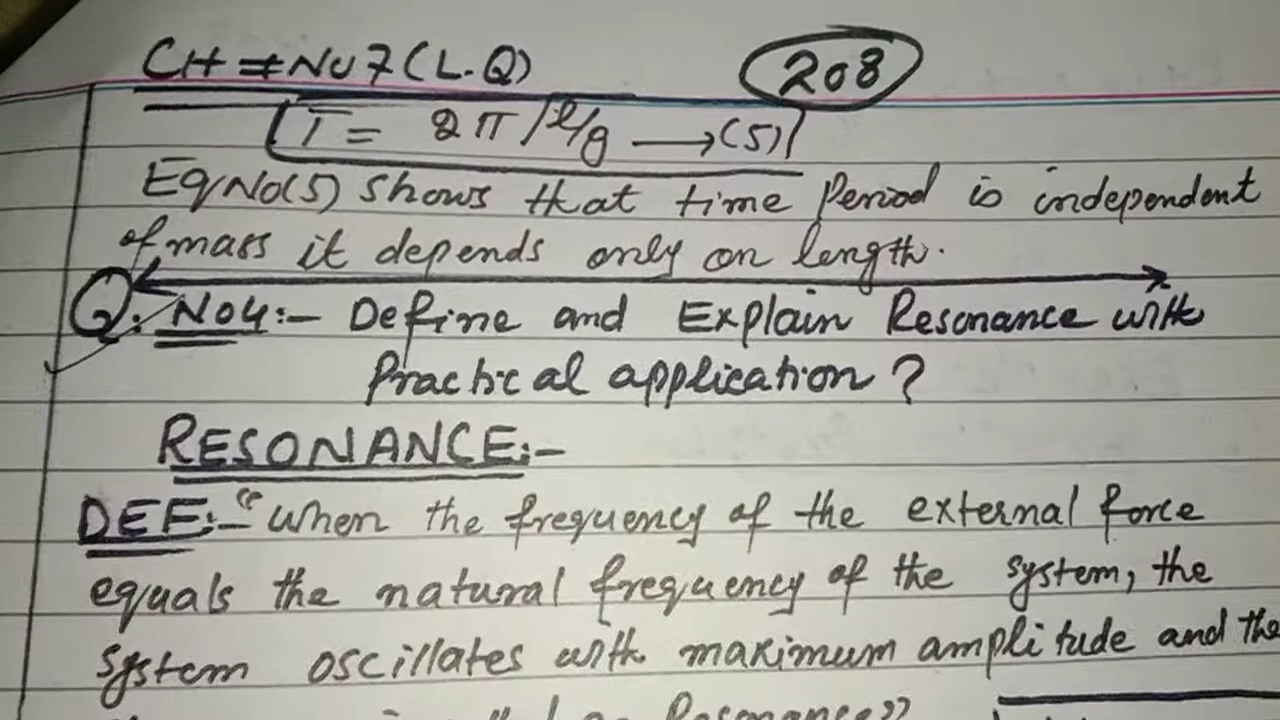 CH # No 7 (L.Q)
208
T = 2π √l/g → (5)
Eq No(5) shows that time Period is independent
of mass it depends only on length.
Q. No4:- Define and Explain Resonance with
Practical application?
RESONANCE:-
DEF:- "When the frequency of the external force
equals the natural frequency of the system, the
system oscillates with maximum amplitude and the
Resonance"